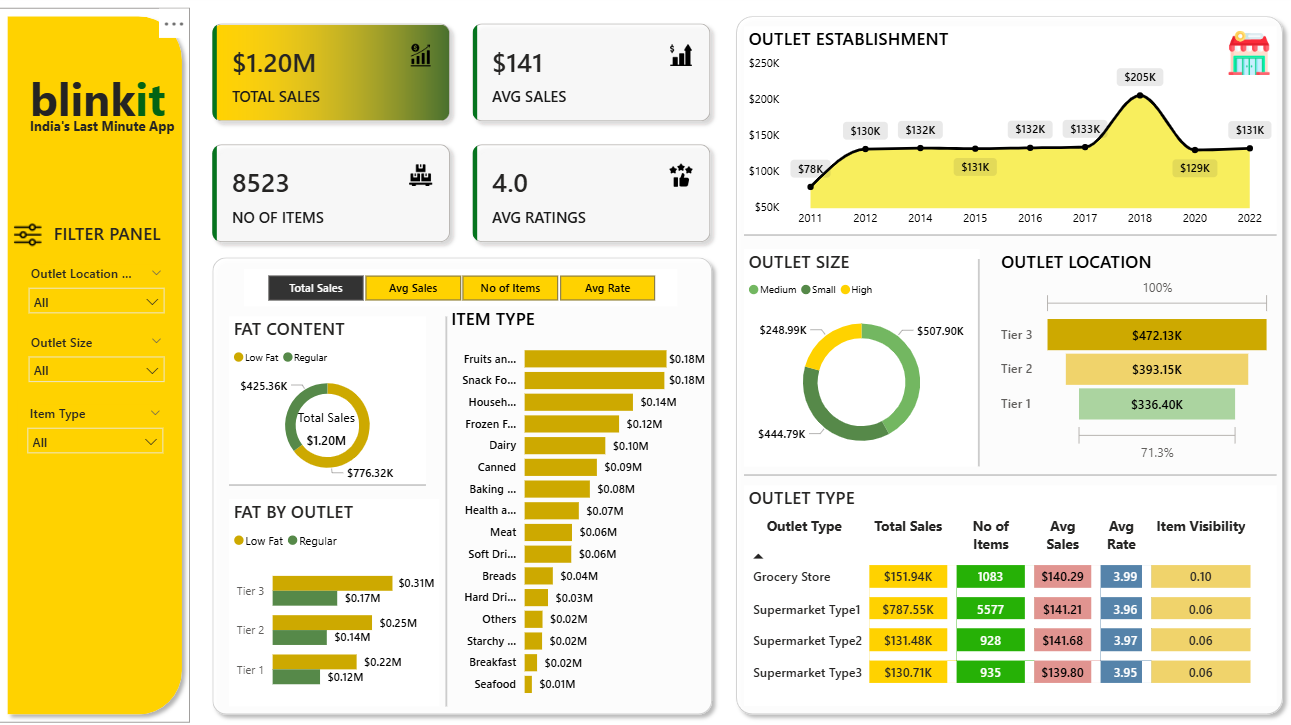 blinkit
India's Last Minute App
FILTER PANEL
Outlet Location ...
All
Outlet Size
All
Item Type
All
$1.20M
TOTAL SALES
$141
AVG SALES
8523
NO OF ITEMS
4.0
AVG RATINGS
Total Sales
Avg Sales
No of Items
Avg Rate
FAT CONTENT
Low Fat
Regular
$425.36K
Total Sales
$1.20M
$776.32K
FAT BY OUTLET
Low Fat
Regular
Tier 3
$0.31M
$0.17M
Tier 2
$0.25M
$0.14M
Tier 1
$0.22M
$0.12M
ITEM TYPE
Fruits an... $0.18M
Snack Fo... $0.18M
Househ... $0.14M
Frozen F... $0.12M
Dairy $0.10M
Canned $0.09M
Baking ... $0.08M
Health a... $0.07M
Meat $0.06M
Soft Dri... $0.06M
Breads $0.04M
Hard Dri... $0.03M
Others $0.02M
Starchy ... $0.02M
Breakfast $0.02M
Seafood $0.01M
OUTLET ESTABLISHMENT
$250K
$200K
$150K
$100K
$50K
$78K
$130K
$132K
$131K
$132K
$133K
$205K
$129K
$131K
2011 2012 2014 2015 2016 2017 2018 2020 2022
OUTLET SIZE
Medium Small High
$248.99K
$507.90K
$444.79K
OUTLET LOCATION
100%
Tier 3 $472.13K
Tier 2 $393.15K
Tier 1 $336.40K
71.3%
OUTLET TYPE
Outlet Type Total Sales No of Items Avg Sales Avg Rate Item Visibility
Grocery Store $151.94K 1083 $140.29 3.99 0.10
Supermarket Type1 $787.55K 5577 $141.21 3.96 0.06
Supermarket Type2 $131.48K 928 $141.68 3.97 0.06
Supermarket Type3 $130.71K 935 $139.80 3.95 0.06